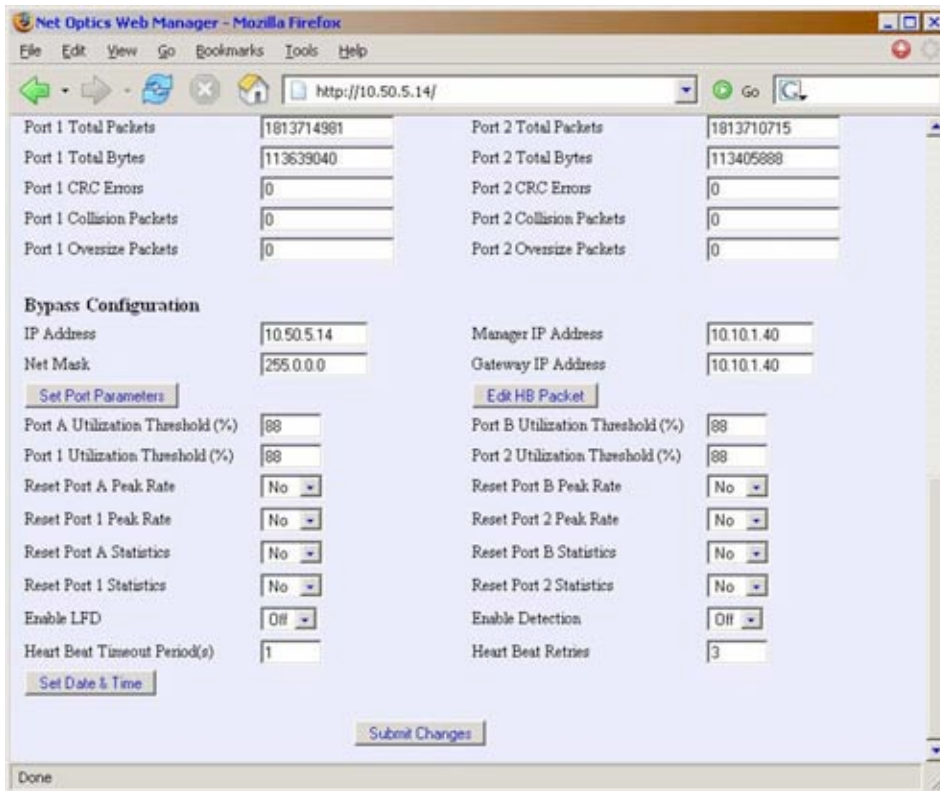 Net Optics Web Manager - Mozilla Firefox
File Edit View Go Bookmarks Tools Help
http://10.50.5.14/ Go G
Port 1 Total Packets 1813714981 Port 2 Total Packets 1813710715
Port 1 Total Bytes 113639040 Port 2 Total Bytes 113405888
Port 1 CRC Errors 0 Port 2 CRC Errors 0
Port 1 Collision Packets 0 Port 2 Collision Packets 0
Port 1 Oversize Packets 0 Port 2 Oversize Packets 0
Bypass Configuration
IP Address 10.50.5.14 Manager IP Address 10.10.1.40
Net Mask 255.0.0.0 Gateway IP Address 10.10.1.40
Set Port Parameters Edit HB Packet
Port A Utilization Threshold (%) 88 Port B Utilization Threshold (%) 88
Port 1 Utilization Threshold (%) 88 Port 2 Utilization Threshold (%) 88
Reset Port A Peak Rate No Reset Port B Peak Rate No
Reset Port 1 Peak Rate No Reset Port 2 Peak Rate No
Reset Port A Statistics No Reset Port B Statistics No
Reset Port 1 Statistics No Reset Port 2 Statistics No
Enable LFD Off Enable Detection Off
Heart Beat Timeout Period(s) 1 Heart Beat Retries 3
Set Date & Time
Submit Changes
Done